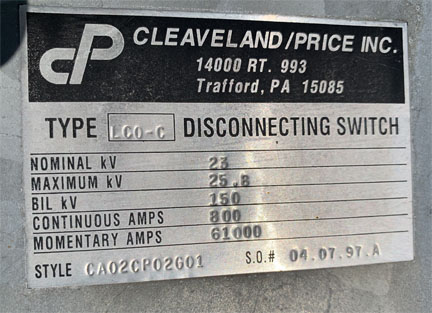 cP CLEAVELAND/PRICE INC.
14000 RT. 993
Trafford, PA 15085
TYPE LCO-C DISCONNECTING SWITCH
NOMINAL kV 23
MAXIMUM kV 25.8
BIL kV 150
CONTINUOUS AMPS 800
MOMENTARY AMPS 61000
STYLE CA02CP02G01 S.O.# 04.07.97.A